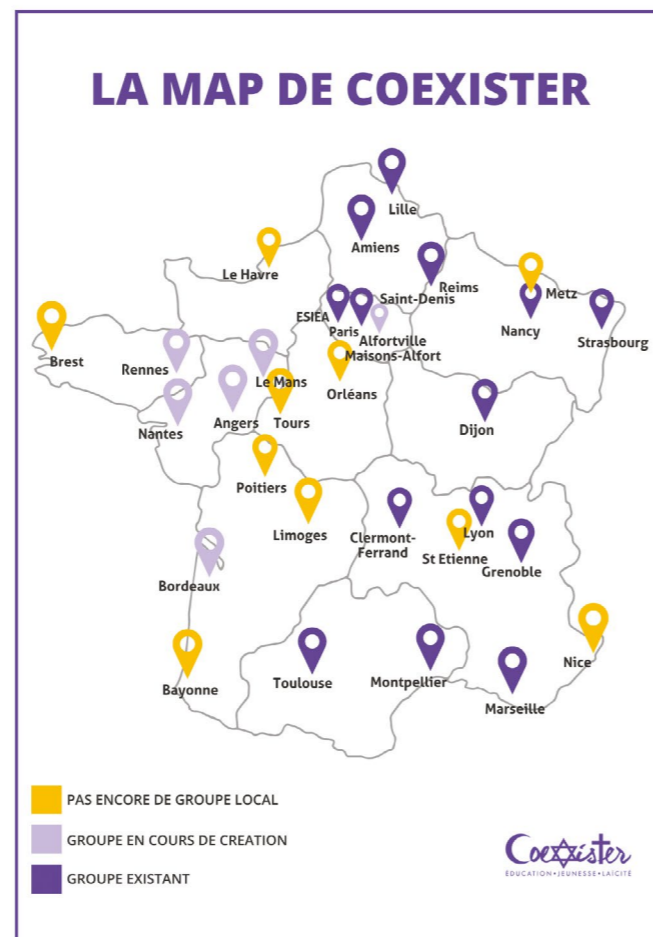 LA MAP DE COEXISTER
Lille
Amiens
Le Havre
Reims
Saint-Denis
Metz
ESIEA
Paris
Nancy
Strasbourg
Alfortville
Maisons-Alfort
Brest
Rennes
Le Mans
Orléans
Nantes
Angers
Tours
Dijon
Poitiers
Limoges
Clermont-
Ferrand
Lyon
St Etienne
Grenoble
Bordeaux
Nice
Bayonne
Toulouse
Montpellier
Marseille
PAS ENCORE DE GROUPE LOCAL
GROUPE EN COURS DE CREATION
GROUPE EXISTANT
Coexister
EDUCATION•JEUNESSE•LAÏCITÉ